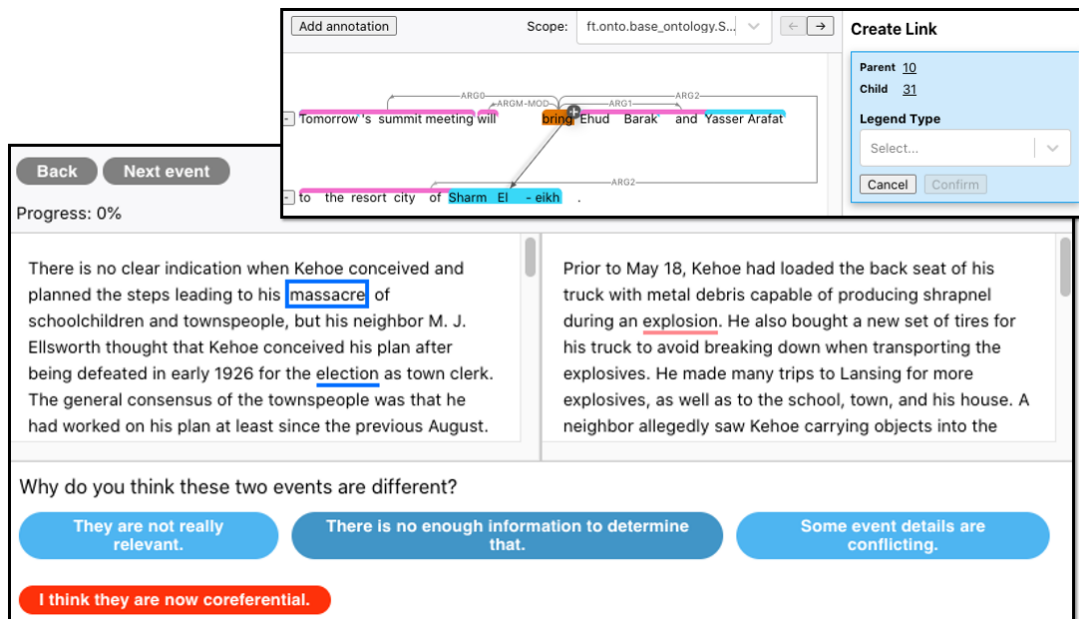 Add annotation
Scope:
ft.onto.base_ontology.S...
← →
Create Link
Parent 10
Child 31
Legend Type
Select...
Cancel Confirm
ARG0
ARGM-MOD
ARG1
ARG2
Tomorrow 's summit meeting will bring Ehud Barak and Yasser Arafat
ARG2
to the resort city of Sharm El - eikh .
Back Next event
Progress: 0%
There is no clear indication when Kehoe conceived and
planned the steps leading to his massacre of
schoolchildren and townspeople, but his neighbor M. J.
Ellsworth thought that Kehoe conceived his plan after
being defeated in early 1926 for the election as town clerk.
The general consensus of the townspeople was that he
had worked on his plan at least since the previous August.
Prior to May 18, Kehoe had loaded the back seat of his
truck with metal debris capable of producing shrapnel
during an explosion. He also bought a new set of tires for
his truck to avoid breaking down when transporting the
explosives. He made many trips to Lansing for more
explosives, as well as to the school, town, and his house. A
neighbor allegedly saw Kehoe carrying objects into the
Why do you think these two events are different?
They are not really
relevant.
There is no enough information to determine
that.
Some event details are
conflicting.
I think they are now coreferential.